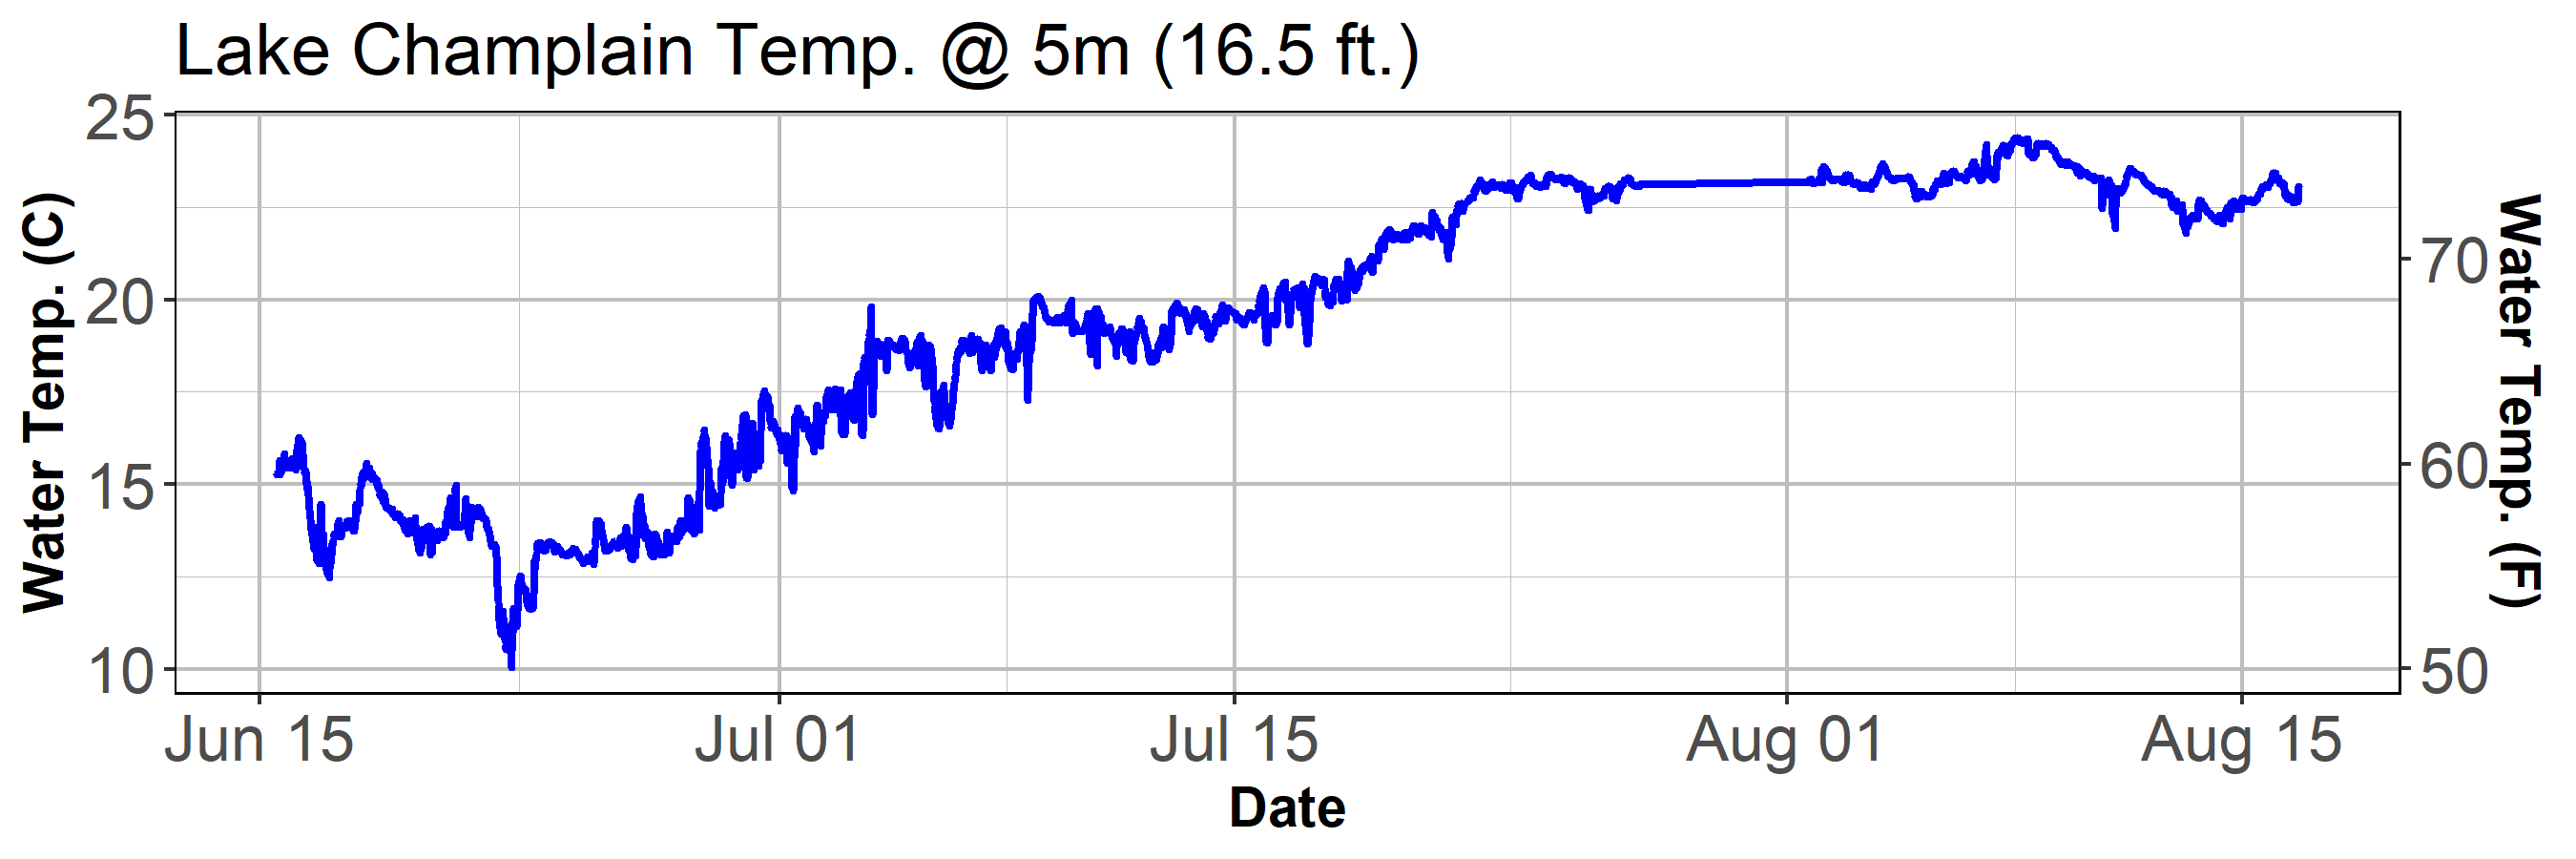 Lake Champlain Temp. @ 5m (16.5 ft.)
Water Temp. (C)
25
20
15
10
Water Temp. (F)
70
60
50
Jun 15 Jul 01 Jul 15 Aug 01 Aug 15
Date